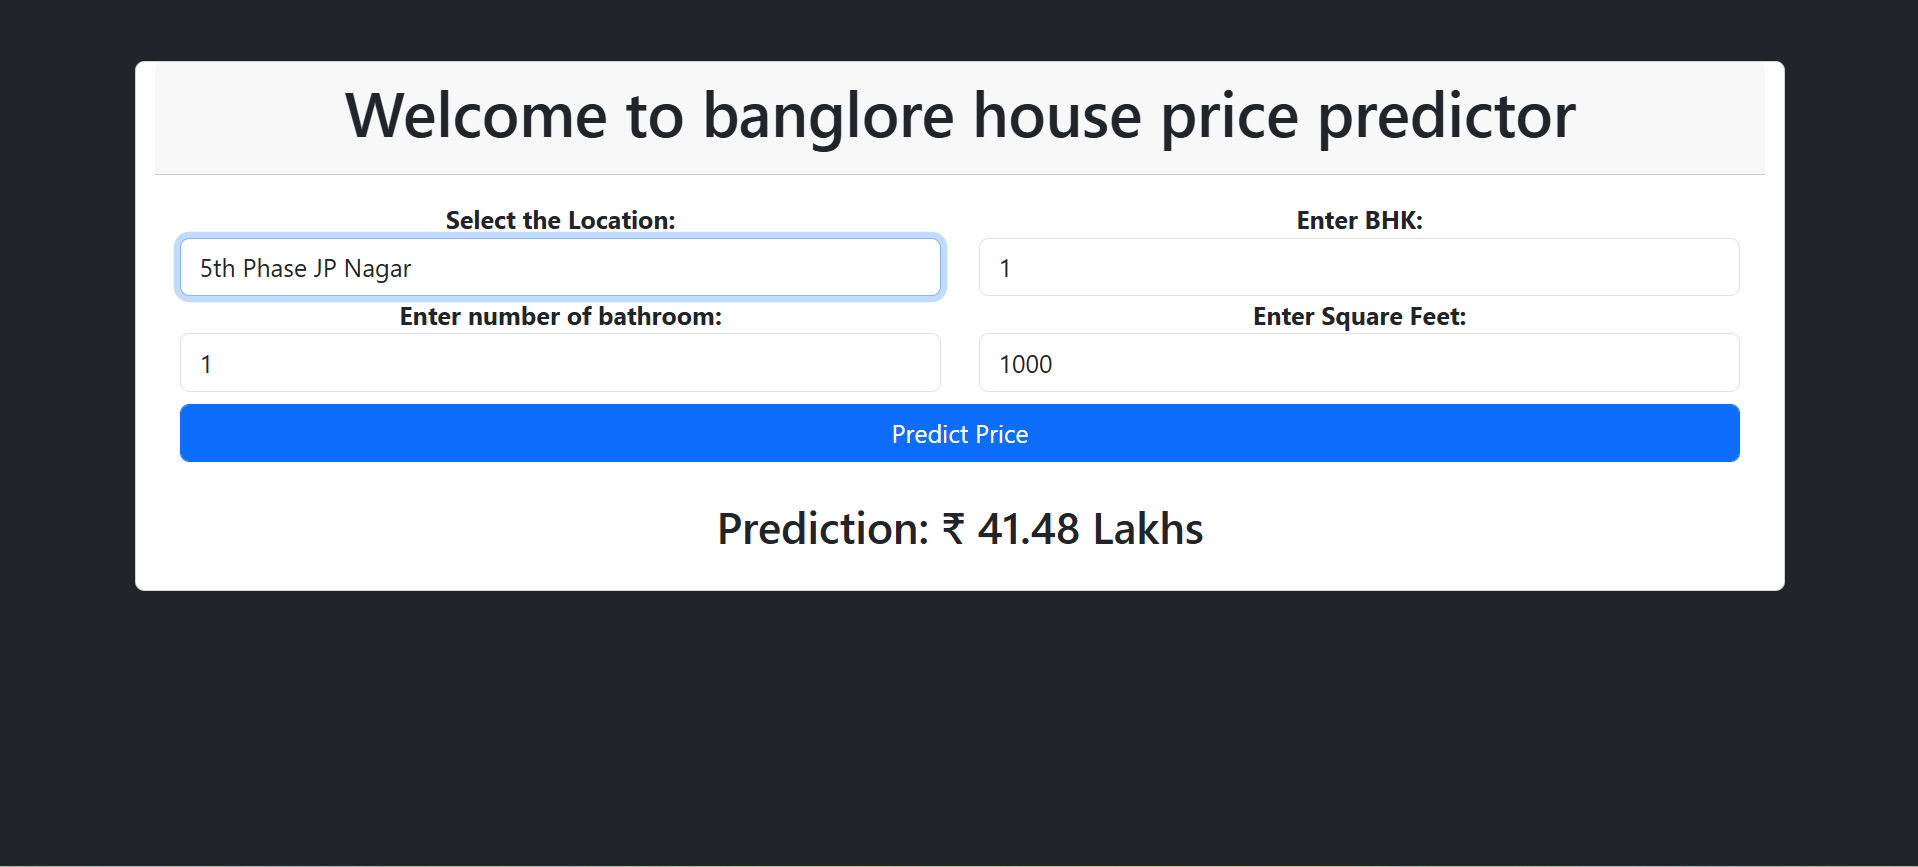 Welcome to banglore house price predictor
Select the Location:
5th Phase JP Nagar
Enter BHK:
1
Enter number of bathroom:
1
Enter Square Feet:
1000
Predict Price
Prediction: ₹ 41.48 Lakhs